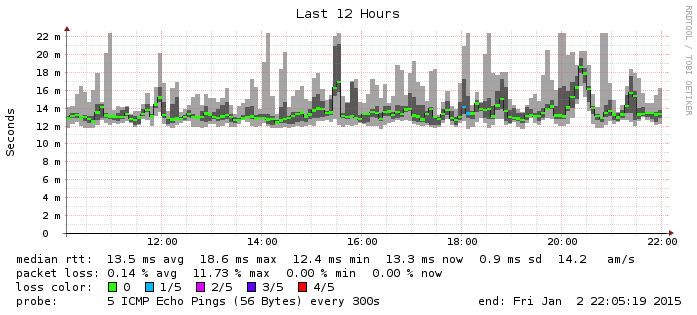 Last 12 Hours
RRDTOOL / TOBI OETIKER
Seconds
22 m
20 m
18 m
16 m
14 m
12 m
10 m
8 m
6 m
4 m
2 m
0
12:00 14:00 16:00 18:00 20:00 22:00
median rtt: 13.5 ms avg 18.6 ms max 12.4 ms min 13.3 ms now 0.9 ms sd 14.2 am/s
packet loss: 0.14 % avg 11.73 % max 0.00 % min 0.00 % now
loss color: 0 1/5 2/5 3/5 4/5
probe: 5 ICMP Echo Pings (56 Bytes) every 300s end: Fri Jan 2 22:05:19 2015